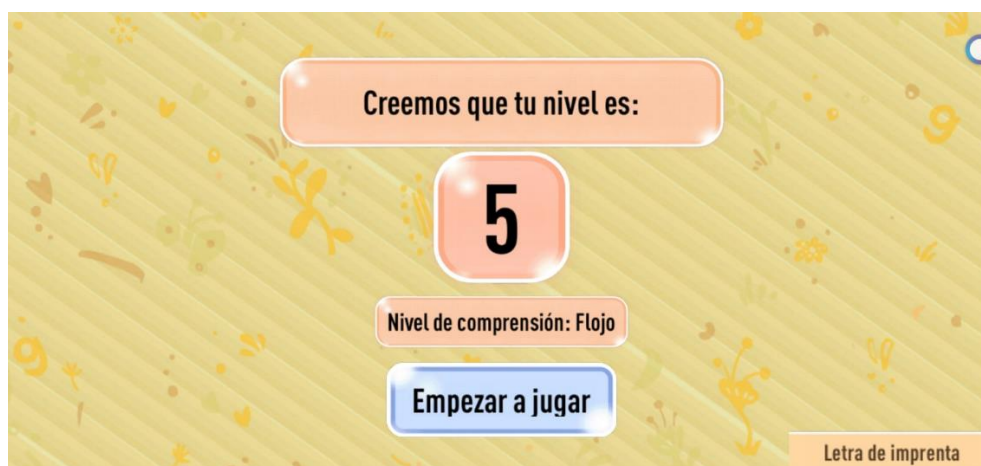 Creemos que tu nivel es:
5
Nivel de comprensión: Flojo
Empezar a jugar
Letra de imprenta